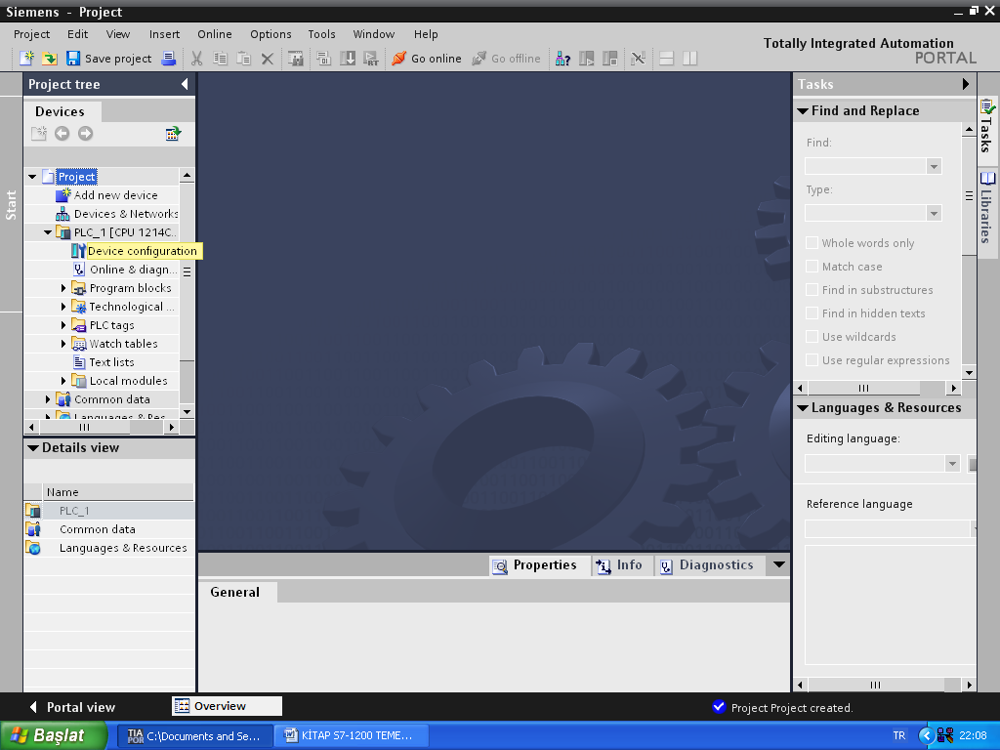 Siemens - Project
Project Edit View Insert Online Options Tools Window Help
Totally Integrated Automation
PORTAL
Save project
Go online
Go offline
Project tree
Devices
Start
Project
Add new device
Devices & Networks
PLC_1 [CPU 1214C...
Device configuration
Online & diagn...
Program blocks
Technological ...
PLC tags
Watch tables
Text lists
Local modules
Common data
Languages & Res
Details view
Name
PLC_1
Common data
Languages & Resources
Properties
Info
Diagnostics
General
Tasks
Find and Replace
Find:
Type:
Whole words only
Match case
Find in substructures
Find in hidden texts
Use wildcards
Use regular expressions
Languages & Resources
Editing language:
Reference language
Tasks
Libraries
Portal view
Overview
Project Project created.
Başlat
TIA
POR
C:\Documents and Se...
KİTAP S7-1200 TEME...
TR
22:08